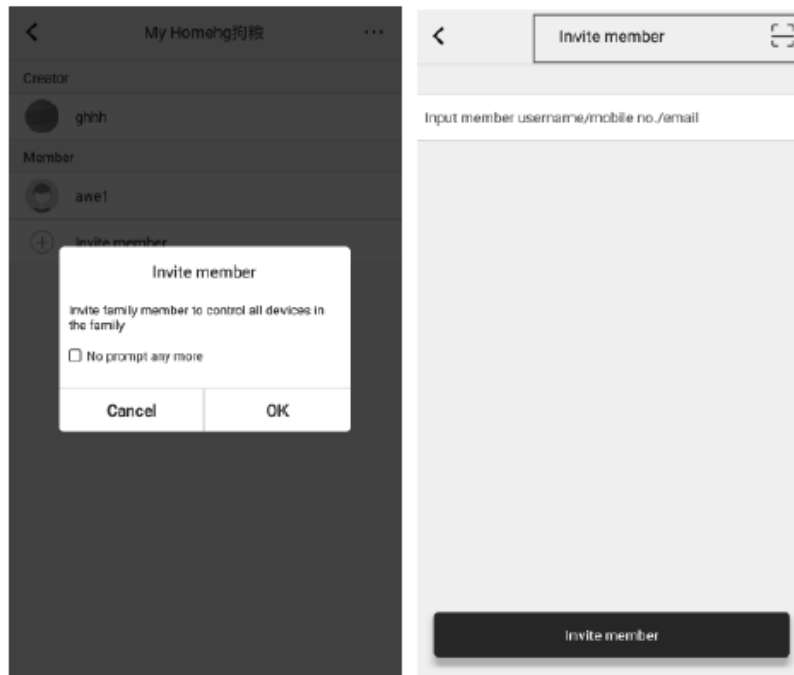 My Homehg狗粮
Creator
ghhh
Member
awe1
Invite member
Invite member
Invite family member to control all devices in
the family
No prompt any more
Cancel
OK
Invite member
Input member username/mobile no./email
Invite member